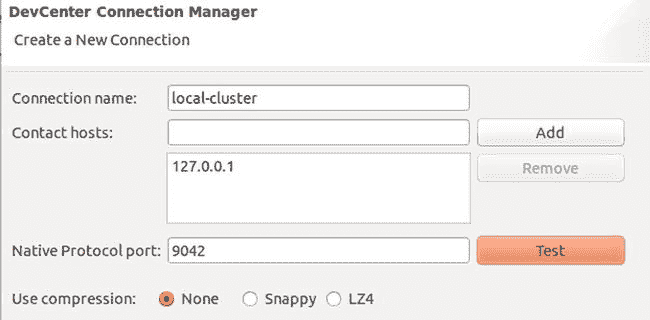 DevCenter Connection Manager
Create a New Connection
Connection name: local-cluster
Contact hosts: Add
127.0.0.1 Remove
Native Protocol port: 9042 Test
Use compression: None Snappy LZ4